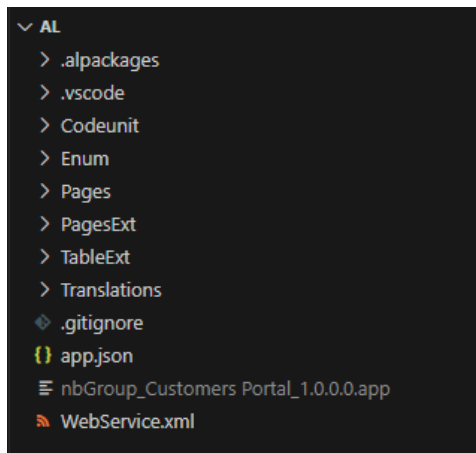 AL
.alpackages
.vscode
Codeunit
Enum
Pages
PagesExt
TableExt
Translations
.gitignore
{} app.json
nbGroup_Customers Portal_1.0.0.0.app
WebService.xml